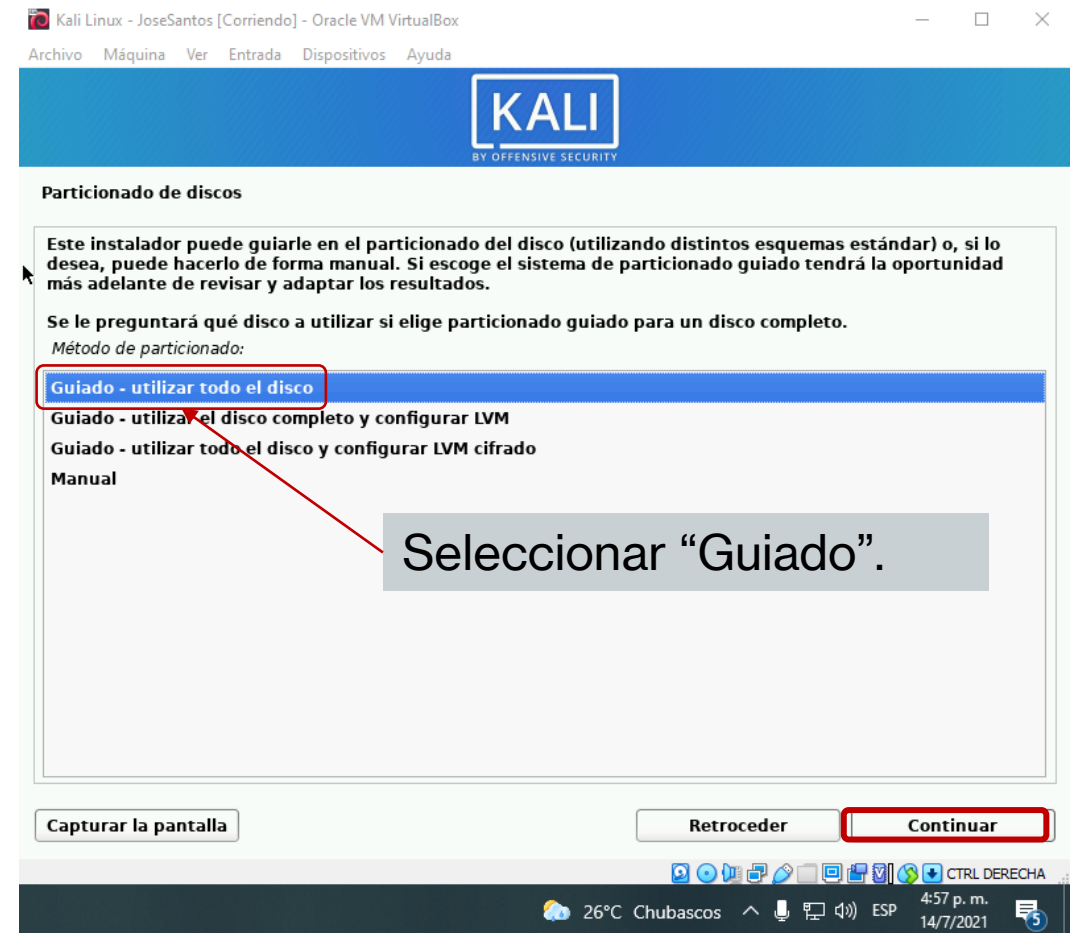 Kali Linux - JoseSantos [Corriendo] - Oracle VM VirtualBox
Archivo Máquina Ver Entrada Dispositivos Ayuda
KALI
BY OFFENSIVE SECURITY
Particionado de discos
Este instalador puede guiarle en el particionado del disco (utilizando distintos esquemas estándar) o, si lo
desea, puede hacerlo de forma manual. Si escoge el sistema de particionado guiado tendrá la oportunidad
más adelante de revisar y adaptar los resultados.
Se le preguntará qué disco a utilizar si elige particionado guiado para un disco completo.
Método de particionado:
Guiado - utilizar todo el disco
Guiado - utilizar el disco completo y configurar LVM
Guiado - utilizar todo el disco y configurar LVM cifrado
Manual
Seleccionar “Guiado”.
Capturar la pantalla
Retroceder
Continuar
CTRL DERECHA
26°C Chubascos
ESP
4:57 p. m.
14/7/2021
5